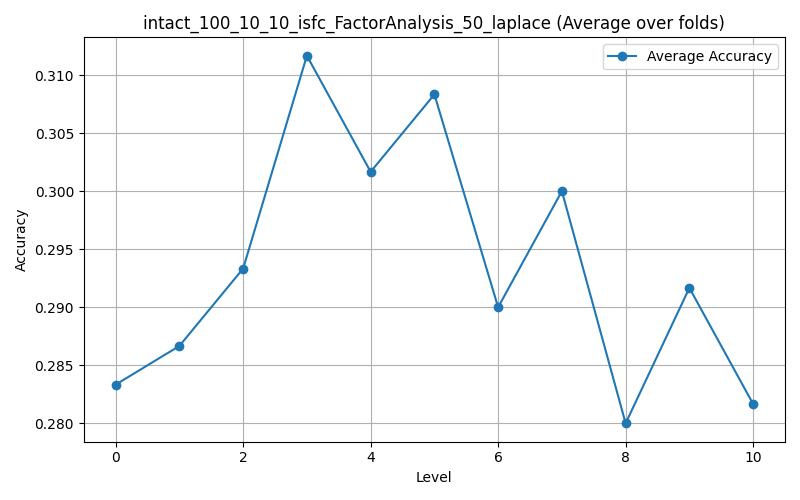 intact_100_10_10_isfc_FactorAnalysis_50_laplace (Average over folds)
Average Accuracy
0.310
0.305
0.300
0.295
0.290
0.285
0.280
Accuracy
0 2 4 6 8 10
Level